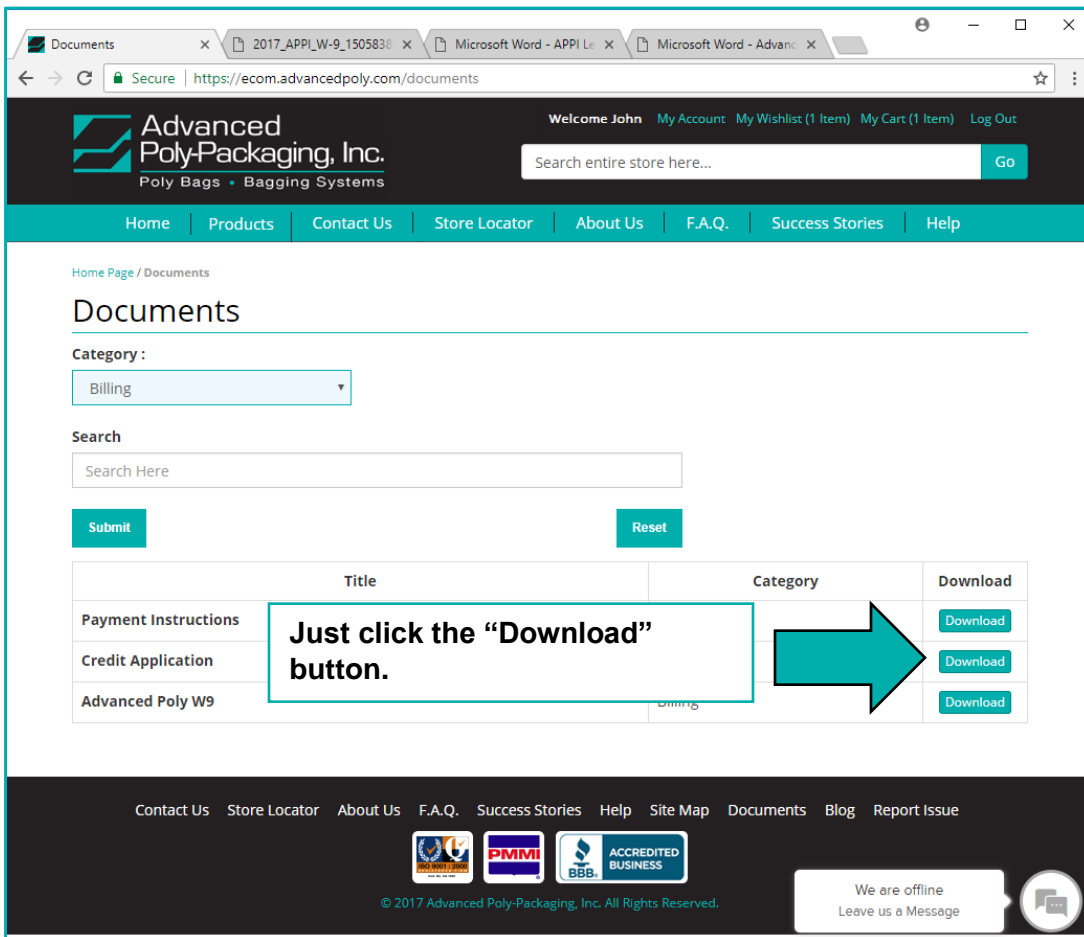 Documents
2017_APPI_W-9_1505838
Microsoft Word - APPI Le
Microsoft Word - Advanc
Secure | https://ecom.advancedpoly.com/documents
Advanced
Poly-Packaging, Inc.
Poly Bags • Bagging Systems
Welcome John My Account My Wishlist (1 Item) My Cart (1 Item) Log Out
Search entire store here...
Go
Home Products Contact Us Store Locator About Us F.A.Q. Success Stories Help
Home Page / Documents
Documents
Category :
Billing
Search
Search Here
Submit Reset
Title Category Download
Payment Instructions Download
Credit Application Download
Just click the “Download”
button.
Advanced Poly W9 Billing Download
Contact Us Store Locator About Us F.A.Q. Success Stories Help Site Map Documents Blog Report Issue
ISO 9001 : 2000
PMMI
BBB.
ACCREDITED
BUSINESS
© 2017 Advanced Poly-Packaging, Inc. All Rights Reserved.
We are offline
Leave us a Message